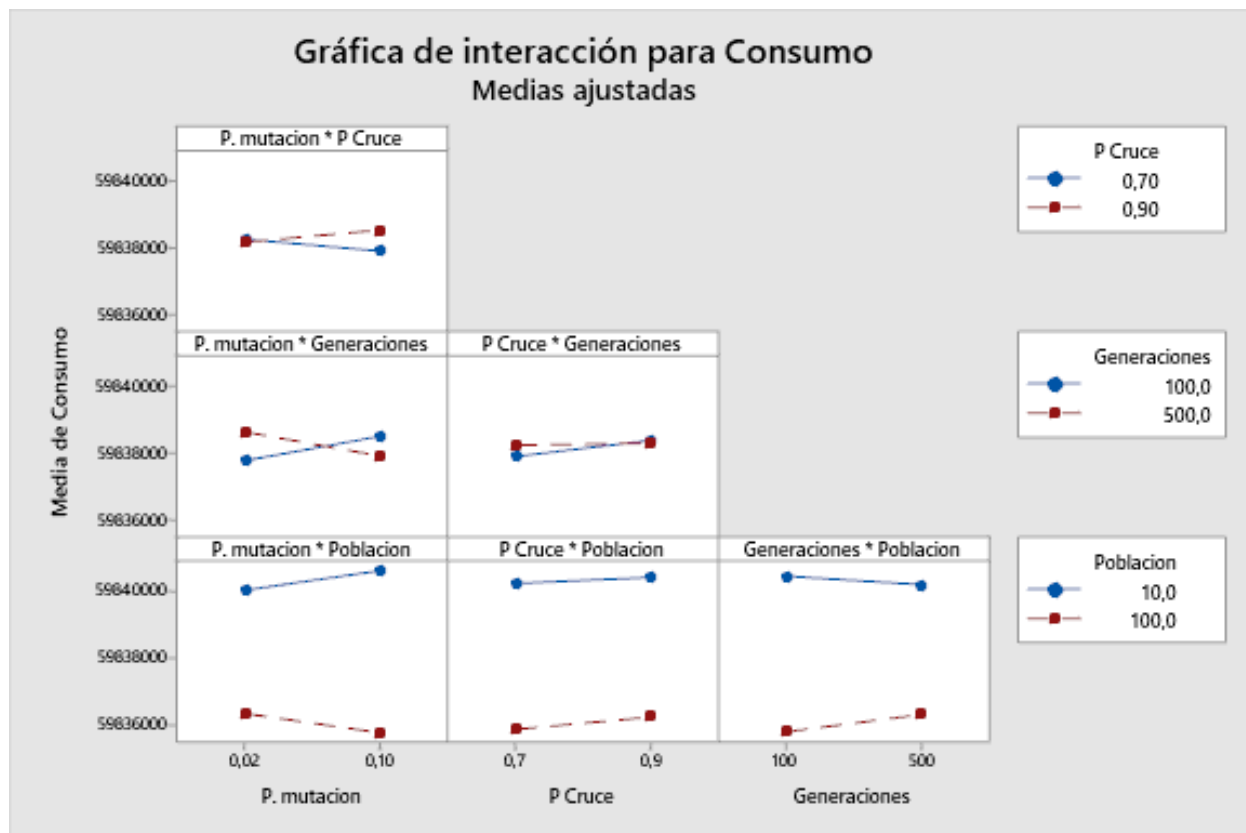 Gráfica de interacción para Consumo
Medias ajustadas
P. mutacion * P Cruce
59840000
59838000
59836000
P Cruce
0,70
0,90
P. mutacion * Generaciones
P Cruce * Generaciones
59840000
59838000
59836000
Generaciones
100,0
500,0
Media de Consumo
P. mutacion * Poblacion
P Cruce * Poblacion
Generaciones * Poblacion
59840000
59838000
59836000
Poblacion
10,0
100,0
0,02
0,10
0,7
0,9
100
500
P. mutacion
P Cruce
Generaciones